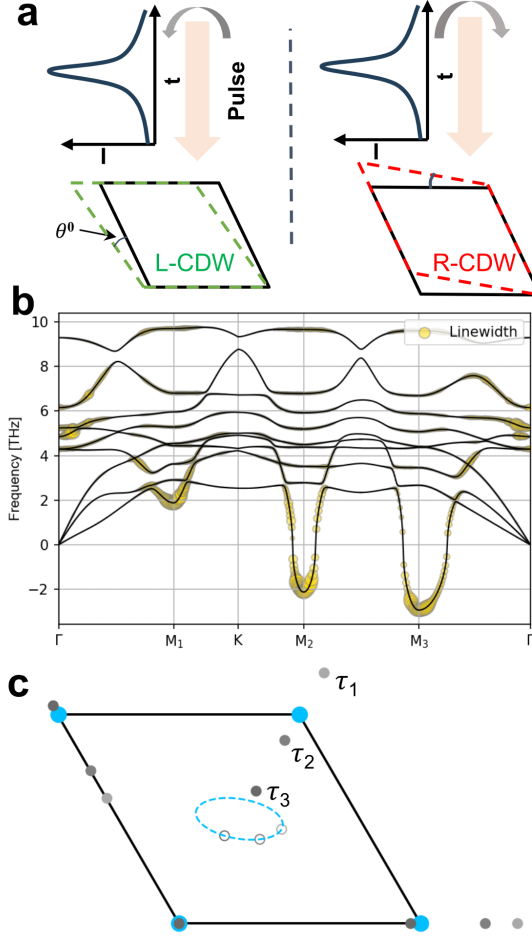 a
t
I
Pulse
θ⁰
L-CDW
t
I
R-CDW
b
Linewidth
Frequency [THz]
10
8
6
4
2
0
−2
Γ
M₁
K
M₂
M₃
Γ
c
τ₁
τ₂
τ₃